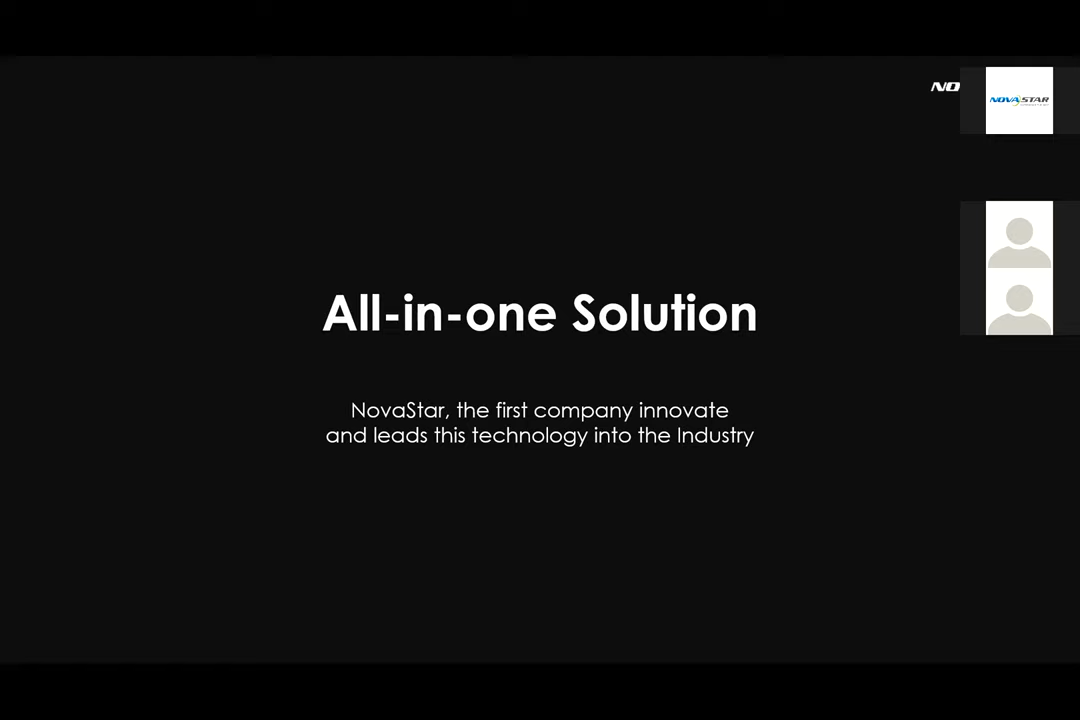 NO
NOVASTAR
All-in-one Solution
NovaStar, the first company innovate
and leads this technology into the Industry